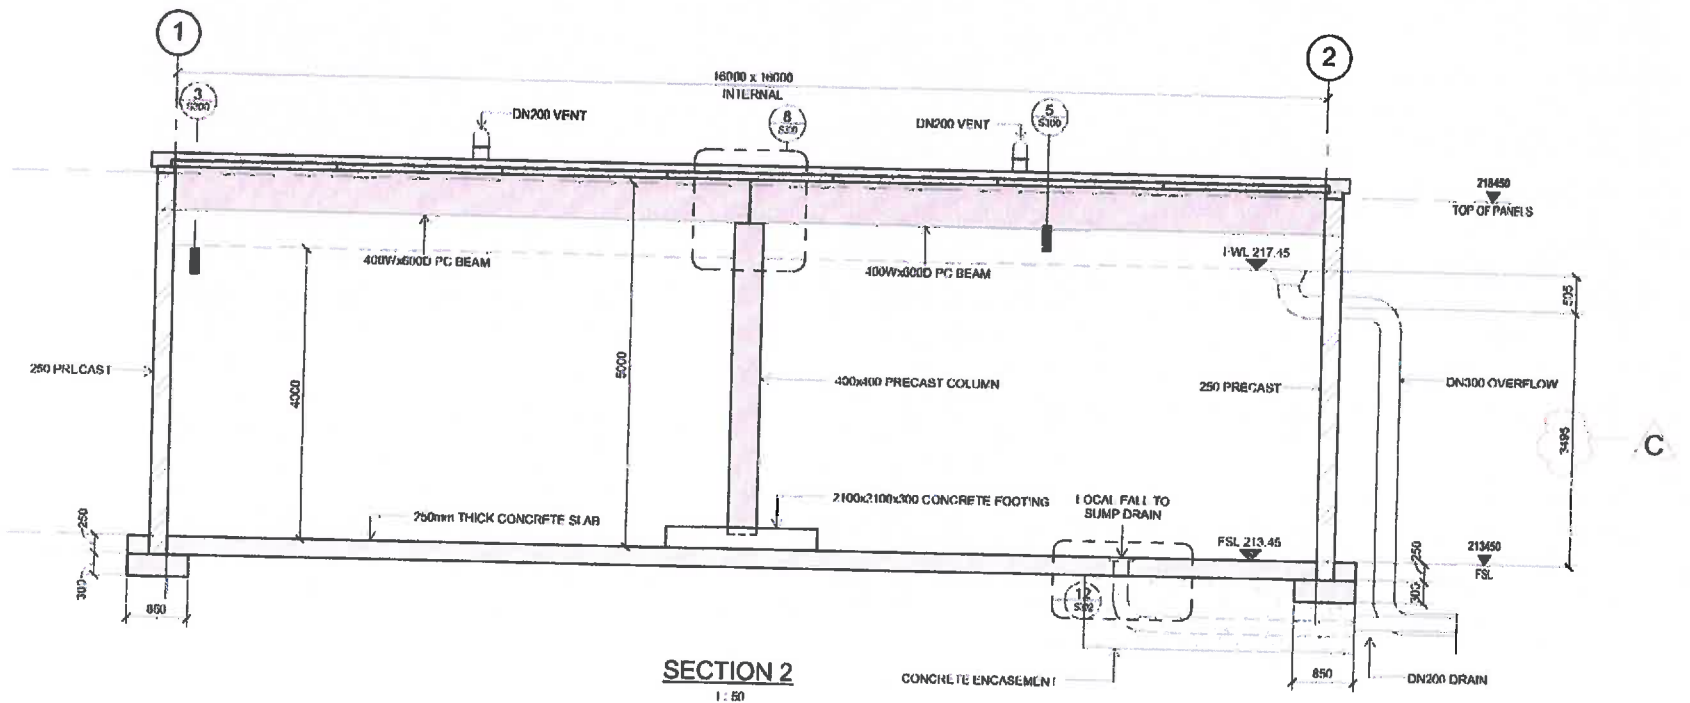 1
2
16000 x 16000
INTERNAL
3
S300
DN200 VENT
8
S300
DN200 VENT
5
S300
218450
TOP OF PANELS
400Wx600D PC BEAM
400Wx600D PC BEAM
HWL 217.45
505
250 PRECAST
4000
5000
400x400 PRECAST COLUMN
250 PRECAST
DN300 OVERFLOW
3495
C
250
250mm THICK CONCRETE SLAB
2100x2100x300 CONCRETE FOOTING
LOCAL FALL TO
SUMP DRAIN
FSL 213.45
213450
FSL
250
300
300
850
12
S302
SECTION 2
1 : 50
CONCRETE ENCASEMENT
850
DN200 DRAIN